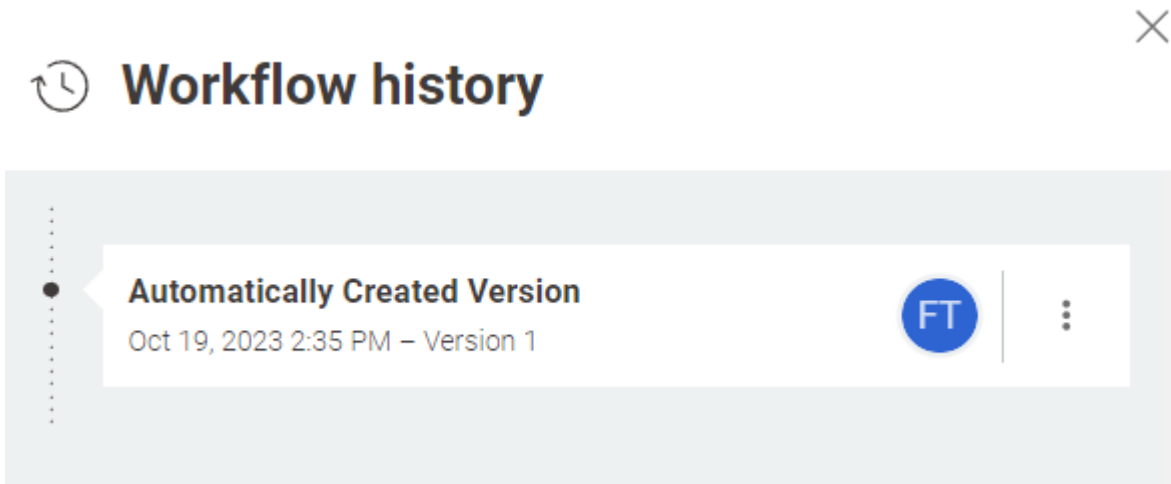 Workflow history
Automatically Created Version
FT
Oct 19, 2023 2:35 PM – Version 1